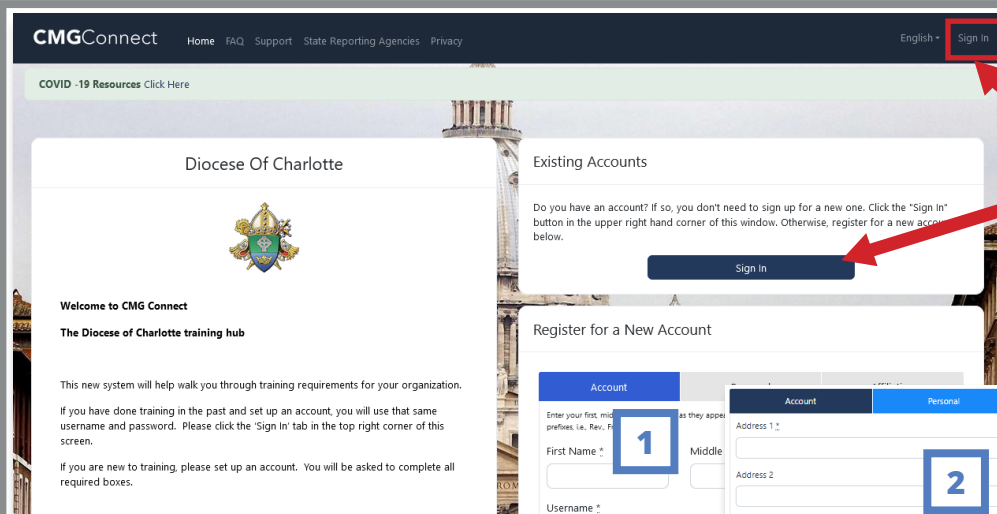 CMGConnect Home FAQ Support State Reporting Agencies Privacy English Sign In
COVID -19 Resources Click Here
Diocese Of Charlotte
Welcome to CMG Connect
The Diocese of Charlotte training hub
This new system will help walk you through training requirements for your organization.
If you have done training in the past and set up an account, you will use that same
username and password. Please click the 'Sign In' tab in the top right corner of this
screen.
If you are new to training, please set up an account. You will be asked to complete all
required boxes.
Existing Accounts
Do you have an account? If so, you don't need to sign up for a new one. Click the "Sign In"
button in the upper right hand corner of this window. Otherwise, register for a new
below.
Sign In
Register for a New Account
Account
Enter your first, as they
prefixes, i.e., Rev.,
First Name * Middle
Username *
1
Account Personal
Address 1 *
Address 2
2